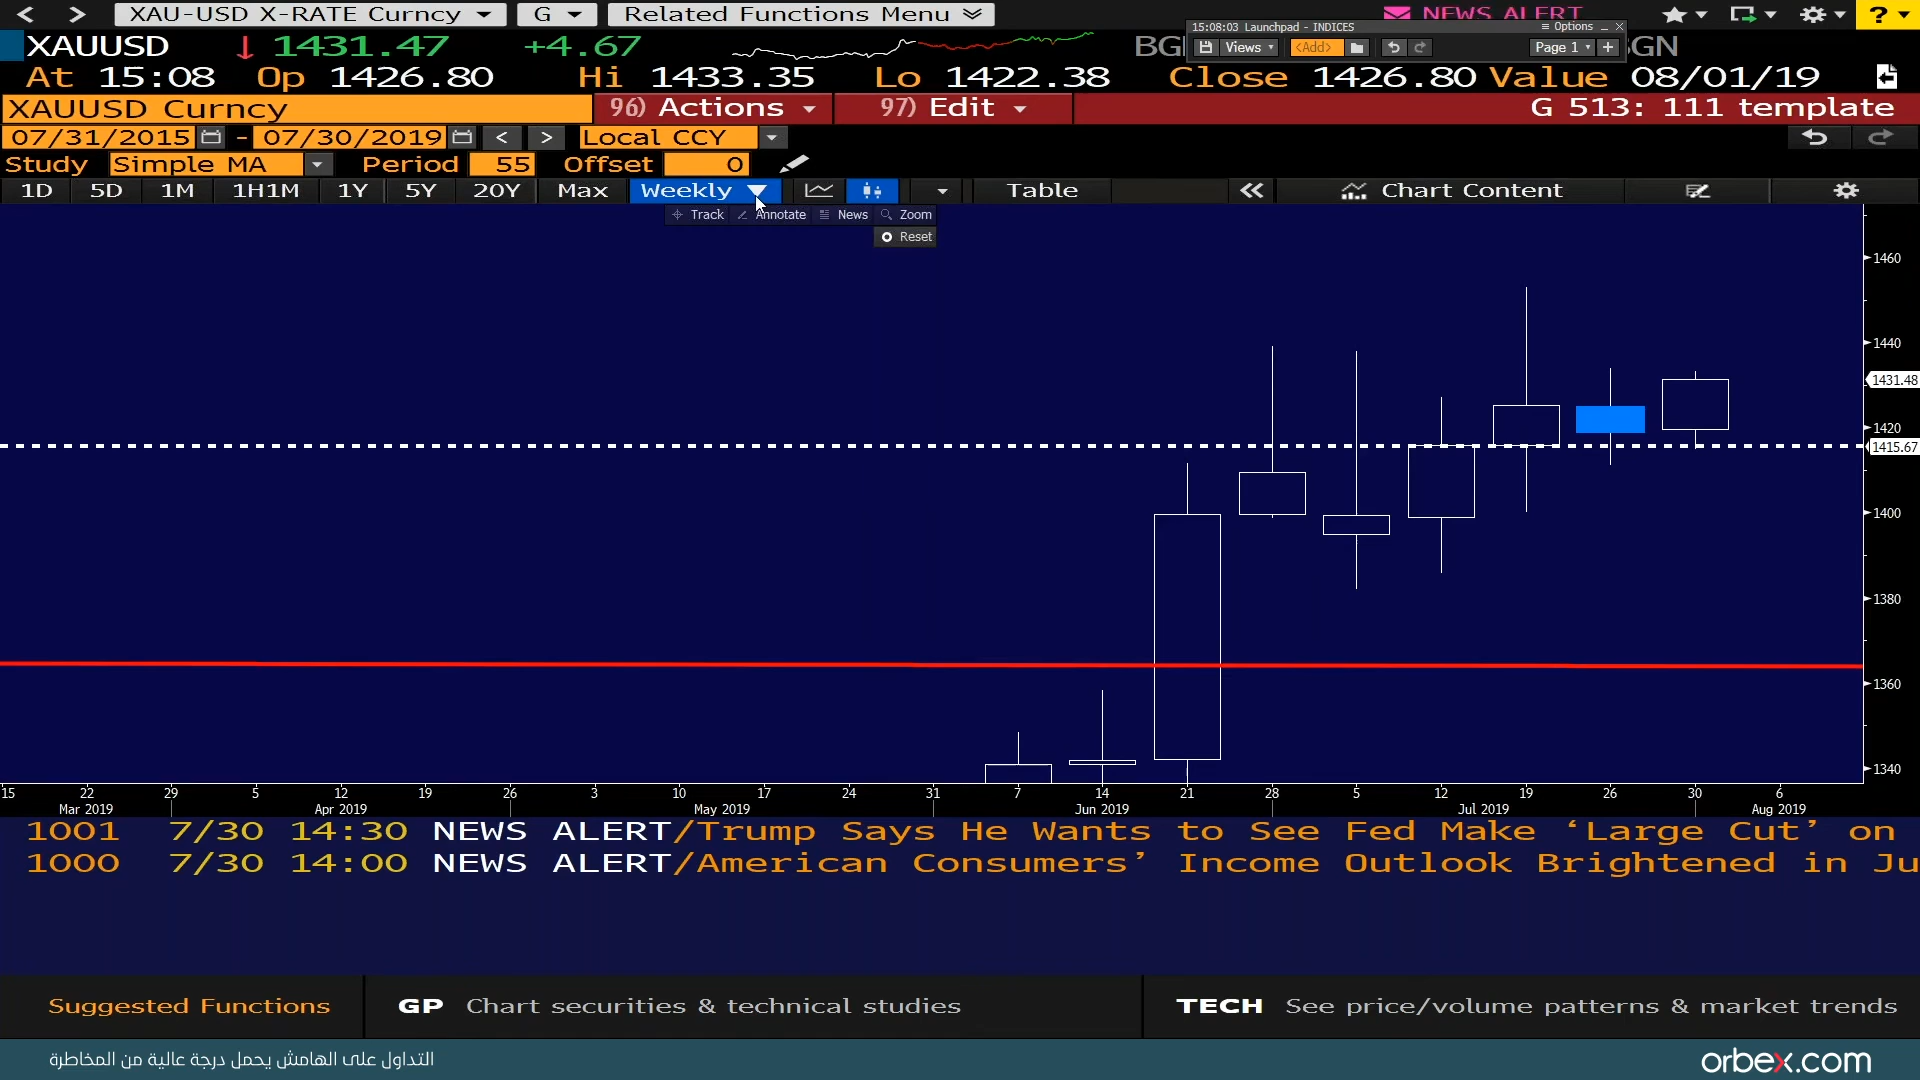 XAU-USD X-RATE Curncy G Related Functions Menu NEWS ALERT ?
15:08:03 Launchpad - INDICES Options
Views <Add> Page 1 +
XAUUSD 1431.47 +4.67
At 15:08 Op 1426.80 Hi 1433.35 Lo 1422.38 Close 1426.80 Value 08/01/19
XAUUSD Curncy 96) Actions 97) Edit G 513: 111 template
07/31/2015 - 07/30/2019 < > Local CCY
Study Simple MA Period 55 Offset 0
1D 5D 1M 1H1M 1Y 5Y 20Y Max Weekly Table << Chart Content
Track Annotate News Zoom
Reset
1460
1440
1431.48
1420
1415.67
1400
1380
1360
1340
15 22 29 5 12 19 26 3 10 17 24 31 7 14 21 28 5 12 19 26 30 6
Mar 2019 Apr 2019 May 2019 Jun 2019 Jul 2019 Aug 2019
1001 7/30 14:30 NEWS ALERT/Trump Says He Wants to See Fed Make ‘Large Cut’ on
1000 7/30 14:00 NEWS ALERT/American Consumers’ Income Outlook Brightened in Ju
Suggested Functions GP Chart securities & technical studies TECH See price/volume patterns & market trends
التداول على الهامش يحمل درجة عالية من المخاطرة
orbex.com